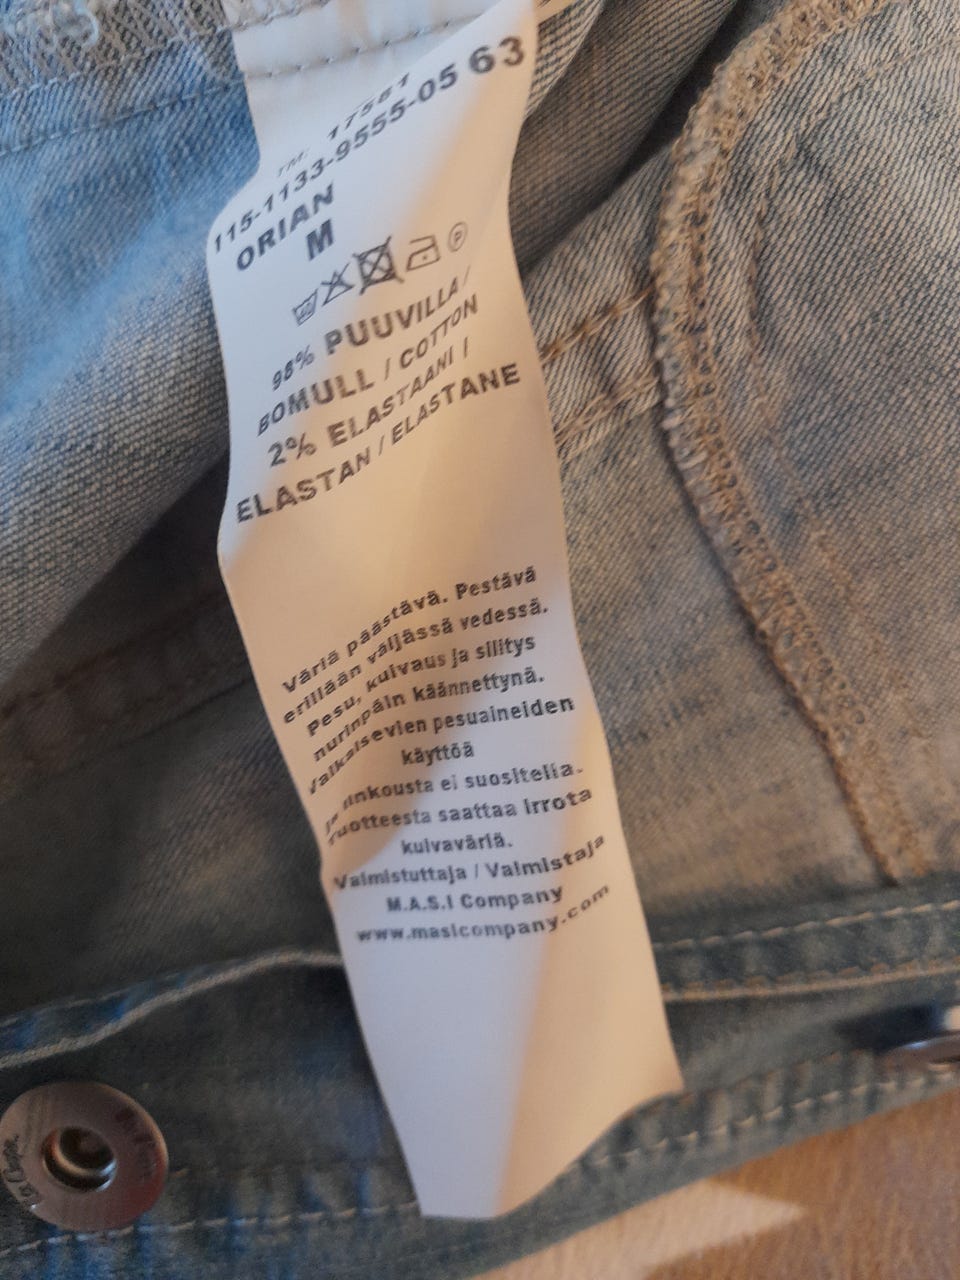 TM: 17581
115-1133-9555-05 63
ORIAN
M
40 P
98% PUUVILLA /
BOMULL / COTTON
2% ELASTAANI /
ELASTAN / ELASTANE
Väriä päästävä. Pestävä
erillään väljässä vedessä.
Pesu, kuivaus ja silitys
nurinpäin käännettynä.
Valkaisevien pesuaineiden
käyttöä
ja liinkousta ei suositella.
Tuotteesta saattaa irrota
kuivaväriä.
Valmistuttaja / Valmistaja
M.A.S.I Company
www.masicompany.com